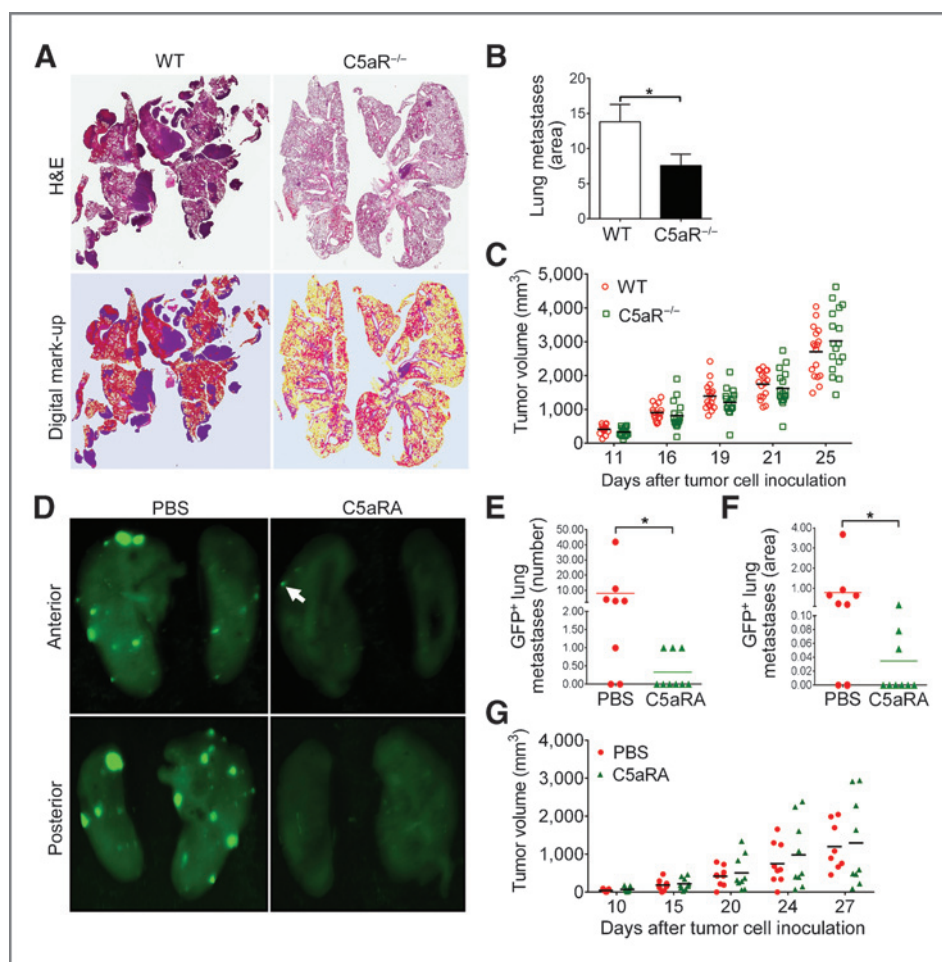 A
WT
C5aR⁻/⁻
H&E
Digital mark-up
B
Lung metastases
(area)
20
15
10
5
0
*
WT
C5aR⁻/⁻
C
Tumor volume (mm³)
5,000
4,000
3,000
2,000
1,000
0
WT
C5aR⁻/⁻
11
16
19
21
25
Days after tumor cell inoculation
D
PBS
C5aRA
Anterior
Posterior
E
GFP⁺ lung
metastases (number)
50.00
40.00
30.00
20.00
10.00
2.00
1.00
0.50
0.00
*
PBS
C5aRA
F
GFP⁺ lung
metastases (area)
4.00
3.00
2.00
1.00
0.10
0.08
0.06
0.04
0.02
0.00
*
PBS
C5aRA
G
Tumor volume (mm³)
4,000
3,000
2,000
1,000
0
PBS
C5aRA
10
15
20
24
27
Days after tumor cell inoculation